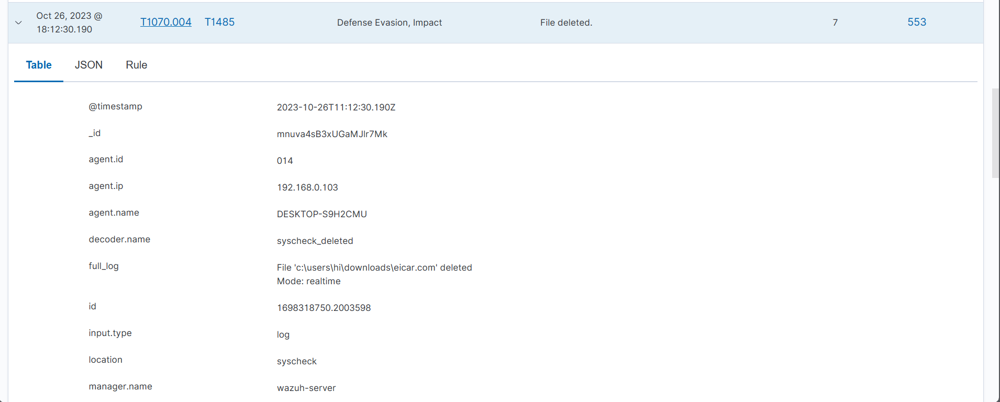 Oct 26, 2023 @
18:12:30.190
T1070.004 T1485 Defense Evasion, Impact File deleted. 7 553
Table JSON Rule
@timestamp 2023-10-26T11:12:30.190Z
_id mnuva4sB3xUGaMJlr7Mk
agent.id 014
agent.ip 192.168.0.103
agent.name DESKTOP-S9H2CMU
decoder.name syscheck_deleted
full_log File 'c:\users\hi\downloads\eicar.com' deleted
Mode: realtime
id 1698318750.2003598
input.type log
location syscheck
manager.name wazuh-server